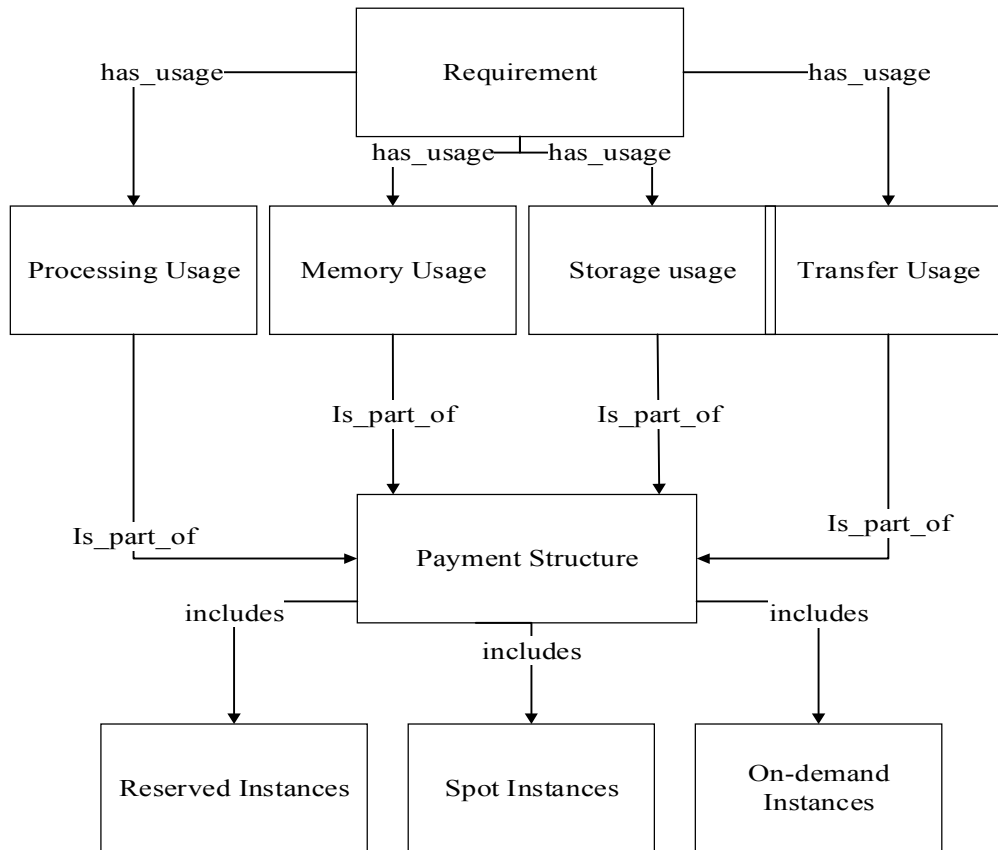 Requirement
has_usage
has_usage
has_usage
has_usage
Processing Usage
Memory Usage
Storage usage
Transfer Usage
Is_part_of
Is_part_of
Is_part_of
Is_part_of
Payment Structure
includes
includes
includes
Reserved Instances
Spot Instances
On-demand
Instances